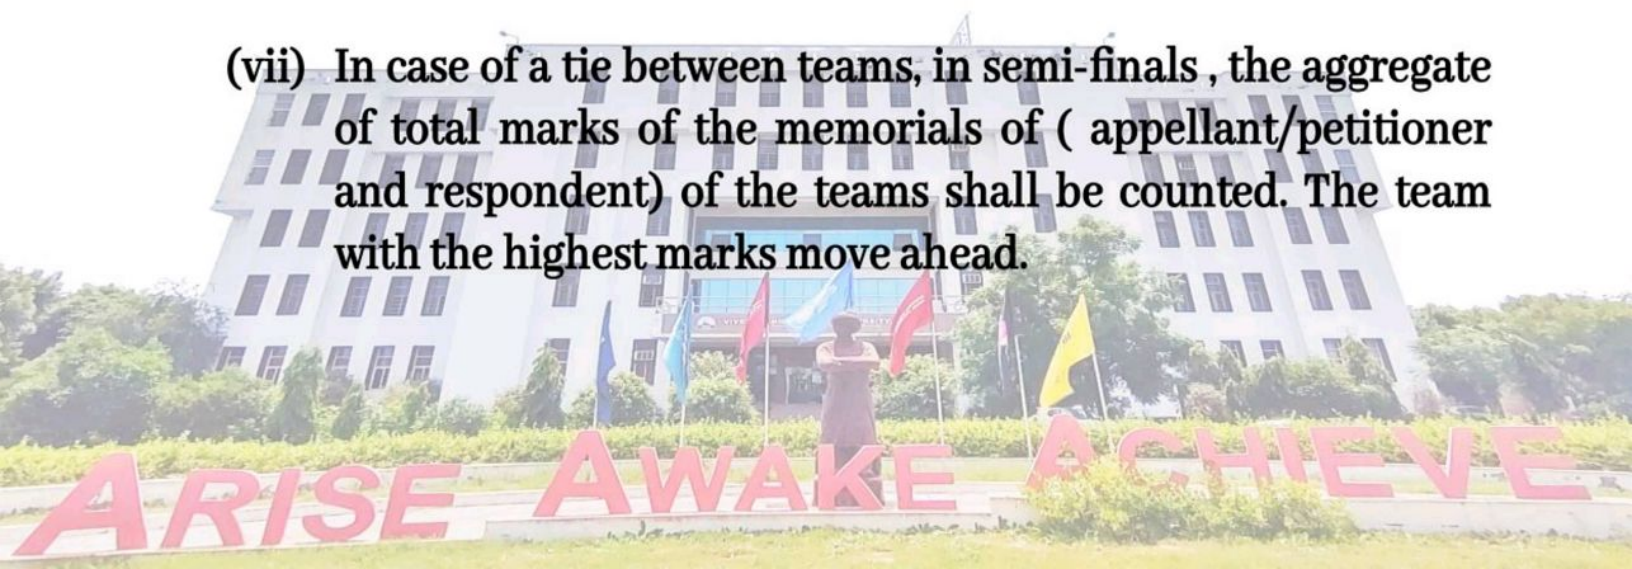 (vii) In case of a tie between teams, in semi-finals , the aggregate
of total marks of the memorials of ( appellant/petitioner
and respondent) of the teams shall be counted. The team
with the highest marks move ahead.
ARISE AWAKE ACHIEVE